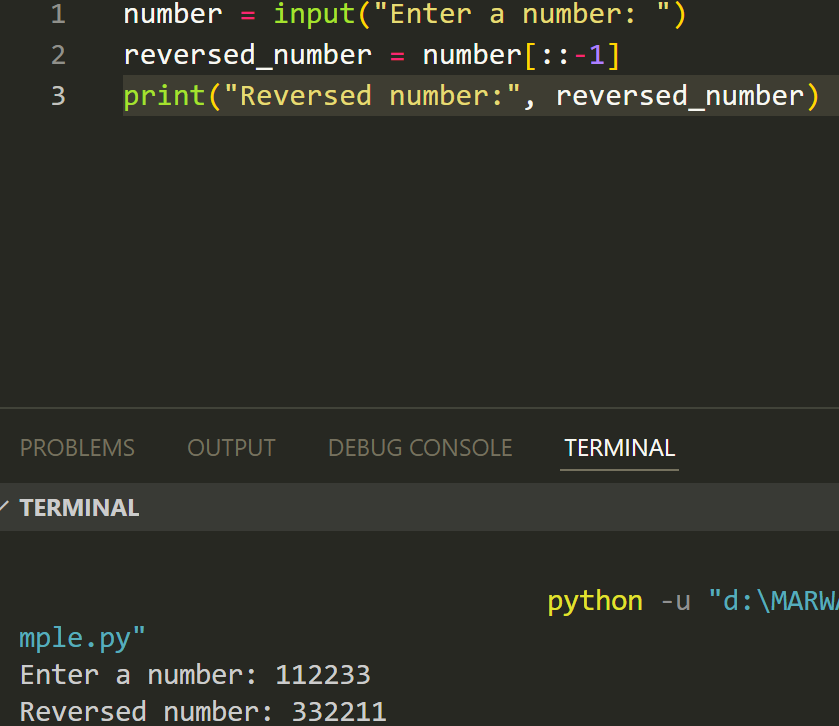 1 number = input("Enter a number: ")
2 reversed_number = number[::-1]
3 print("Reversed number:", reversed_number)
PROBLEMS OUTPUT DEBUG CONSOLE TERMINAL
TERMINAL
python -u "d:\MARWA
mple.py"
Enter a number: 112233
Reversed number: 332211